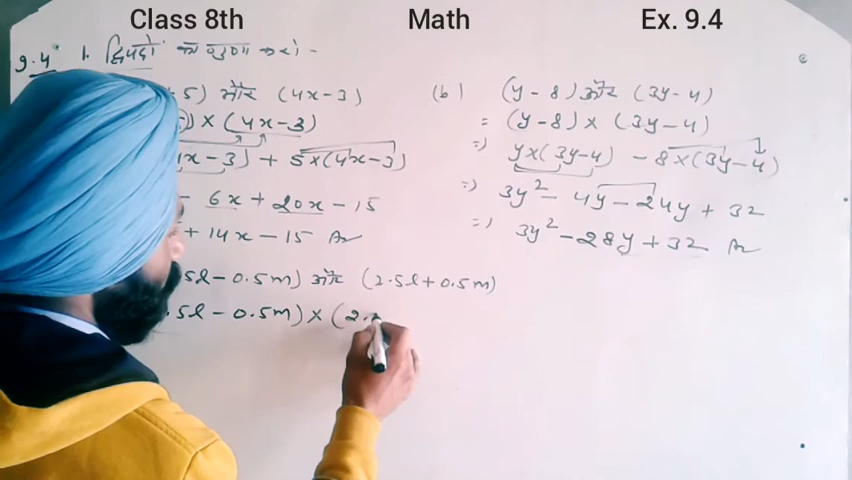 Class 8th Math Ex. 9.4
9.4 1. द्विपदों को गुणा करो -
5) और (4x - 3)
) × (4x - 3)
x - 3) + 5 × (4x - 3)
- 6x + 20x - 15
+ 14x - 15 Ar
5l - 0.5m) और (2.5l + 0.5m)
.5l - 0.5m) × (2.
(b) (y - 8) और (3y - 4)
= (y - 8) × (3y - 4)
=) y × (3y - 4) - 8 × (3y - 4)
=) 3y² - 4y - 24y + 32
=) 3y² - 28y + 32 Ar